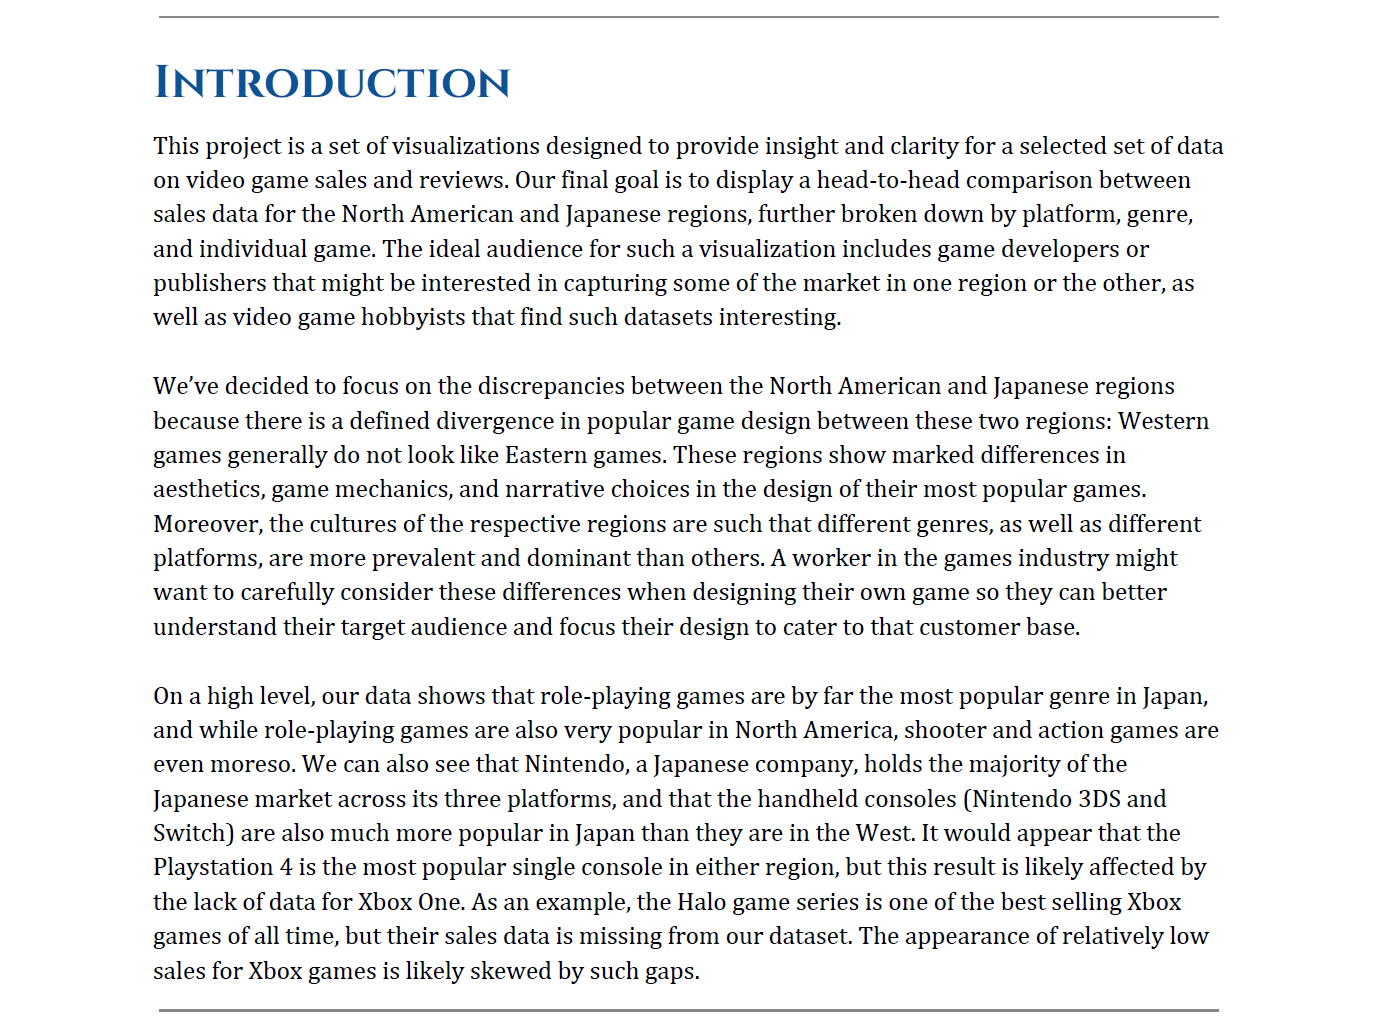 Introduction
This project is a set of visualizations designed to provide insight and clarity for a selected set of data
on video game sales and reviews. Our final goal is to display a head-to-head comparison between
sales data for the North American and Japanese regions, further broken down by platform, genre,
and individual game. The ideal audience for such a visualization includes game developers or
publishers that might be interested in capturing some of the market in one region or the other, as
well as video game hobbyists that find such datasets interesting.
We’ve decided to focus on the discrepancies between the North American and Japanese regions
because there is a defined divergence in popular game design between these two regions: Western
games generally do not look like Eastern games. These regions show marked differences in
aesthetics, game mechanics, and narrative choices in the design of their most popular games.
Moreover, the cultures of the respective regions are such that different genres, as well as different
platforms, are more prevalent and dominant than others. A worker in the games industry might
want to carefully consider these differences when designing their own game so they can better
understand their target audience and focus their design to cater to that customer base.
On a high level, our data shows that role-playing games are by far the most popular genre in Japan,
and while role-playing games are also very popular in North America, shooter and action games are
even moreso. We can also see that Nintendo, a Japanese company, holds the majority of the
Japanese market across its three platforms, and that the handheld consoles (Nintendo 3DS and
Switch) are also much more popular in Japan than they are in the West. It would appear that the
Playstation 4 is the most popular single console in either region, but this result is likely affected by
the lack of data for Xbox One. As an example, the Halo game series is one of the best selling Xbox
games of all time, but their sales data is missing from our dataset. The appearance of relatively low
sales for Xbox games is likely skewed by such gaps.